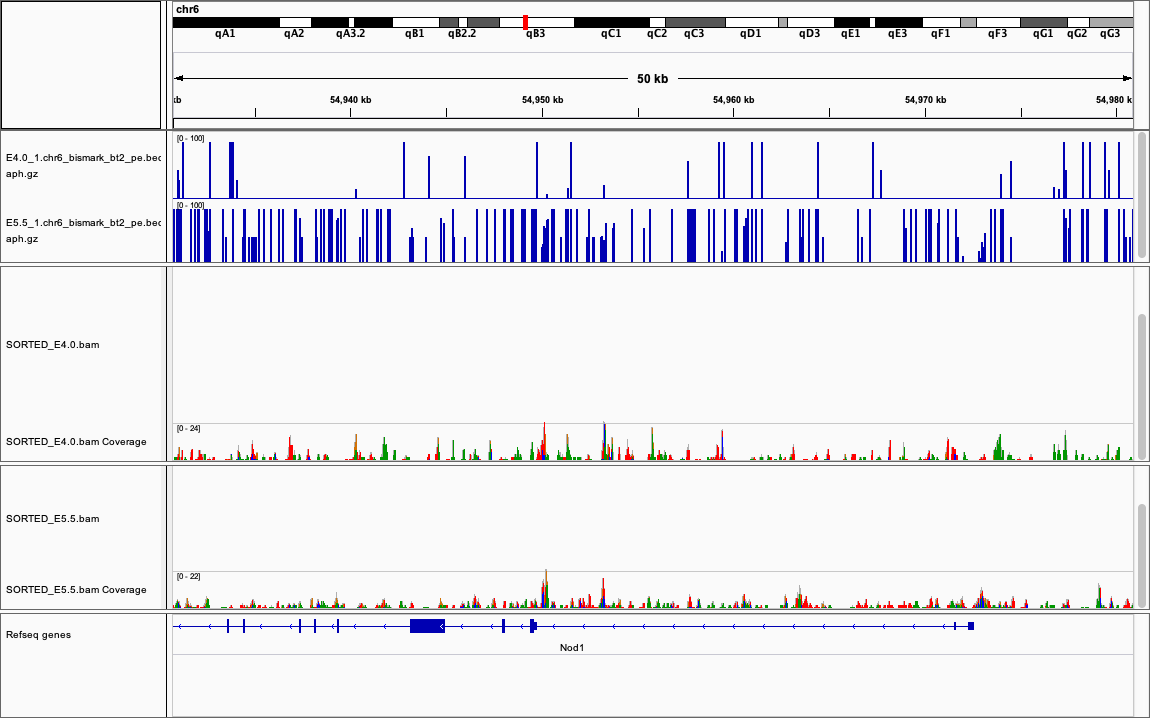 chr6
qA1 qA2 qA3.2 qB1 qB2.2 qB3 qC1 qC2 qC3 qD1 qD3 qE1 qE3 qF1 qF3 qG1 qG2 qG3
50 kb
kb 54,940 kb 54,950 kb 54,960 kb 54,970 kb 54,980 k
[0 - 100]
E4.0_1.chr6_bismark_bt2_pe.bec
aph.gz
[0 - 100]
E5.5_1.chr6_bismark_bt2_pe.bec
aph.gz
SORTED_E4.0.bam
[0 - 24]
SORTED_E4.0.bam Coverage
SORTED_E5.5.bam
[0 - 22]
SORTED_E5.5.bam Coverage
Refseq genes
Nod1